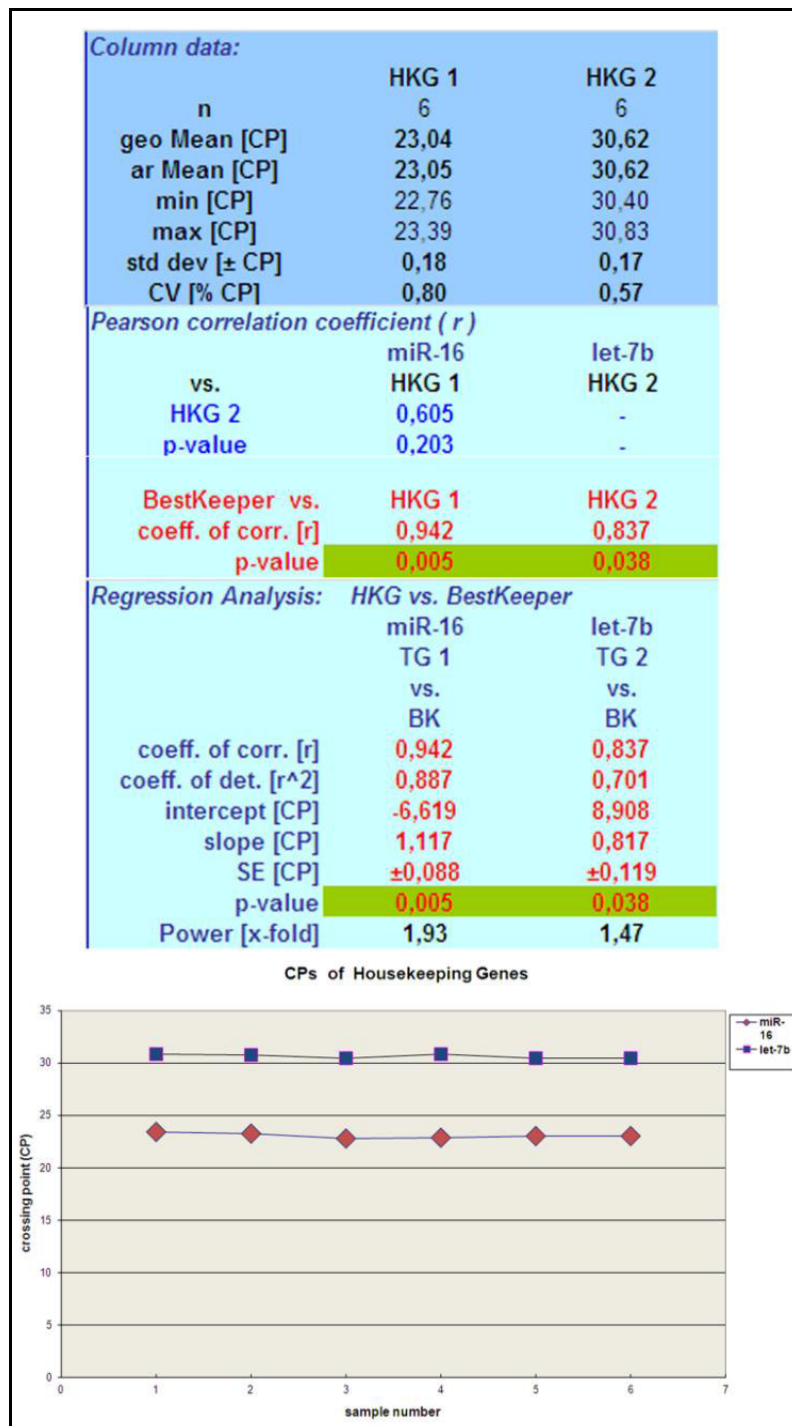 Column data:
HKG 1 HKG 2
n 6 6
geo Mean [CP] 23,04 30,62
ar Mean [CP] 23,05 30,62
min [CP] 22,76 30,40
max [CP] 23,39 30,83
std dev [± CP] 0,18 0,17
CV [% CP] 0,80 0,57
Pearson correlation coefficient ( r )
miR-16 let-7b
vs. HKG 1 HKG 2
HKG 2 0,605 -
p-value 0,203 -
BestKeeper vs. HKG 1 HKG 2
coeff. of corr. [r] 0,942 0,837
p-value 0,005 0,038
Regression Analysis: HKG vs. BestKeeper
miR-16 let-7b
TG 1 TG 2
vs. vs.
BK BK
coeff. of corr. [r] 0,942 0,837
coeff. of det. [r^2] 0,887 0,701
intercept [CP] -6,619 8,908
slope [CP] 1,117 0,817
SE [CP] ±0,088 ±0,119
p-value 0,005 0,038
Power [x-fold] 1,93 1,47
CPs of Housekeeping Genes
35
30
25
20
15
10
5
0
crossing point (CP)
0 1 2 3 4 5 6 7
sample number
miR-
16
let-7b